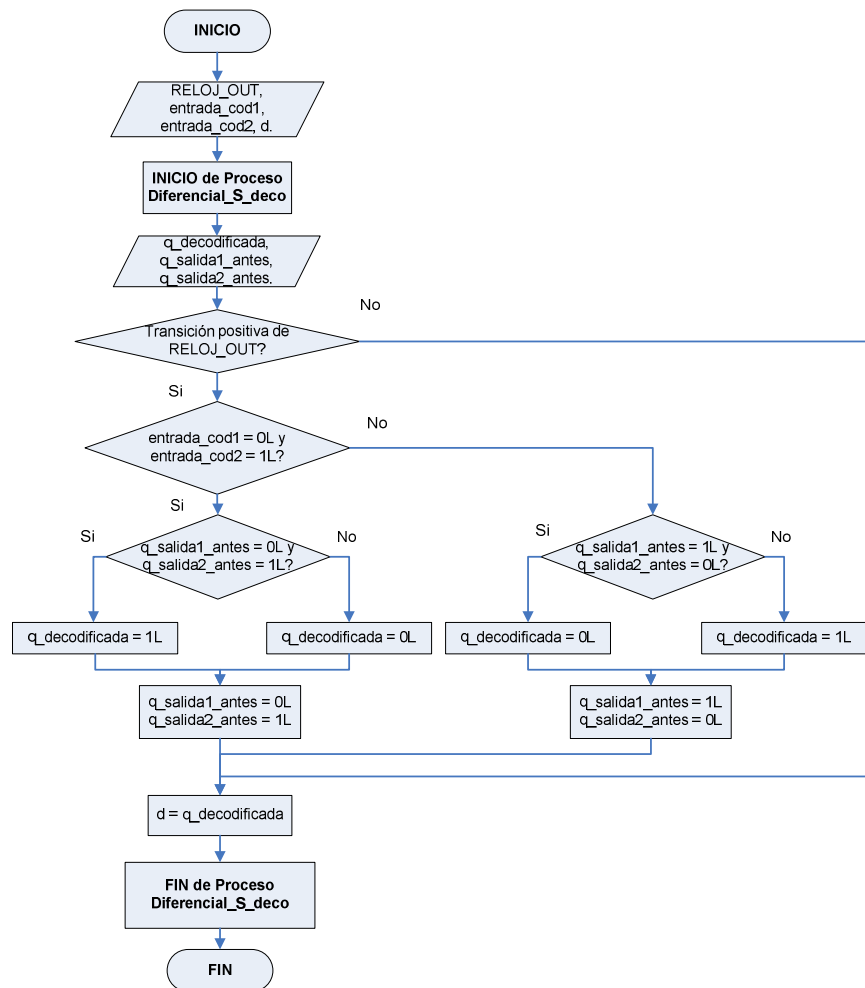 INICIO
RELOJ_OUT,
entrada_cod1,
entrada_cod2, d.
INICIO de Proceso
Diferencial_S_deco
q_decodificada,
q_salida1_antes,
q_salida2_antes.
No
Transición positiva de
RELOJ_OUT?
Si
No
entrada_cod1 = 0L y
entrada_cod2 = 1L?
Si
Si
No
q_salida1_antes = 0L y
q_salida2_antes = 1L?
Si
No
q_salida1_antes = 1L y
q_salida2_antes = 0L?
q_decodificada = 1L
q_decodificada = 0L
q_decodificada = 0L
q_decodificada = 1L
q_salida1_antes = 0L
q_salida2_antes = 1L
q_salida1_antes = 1L
q_salida2_antes = 0L
d = q_decodificada
FIN de Proceso
Diferencial_S_deco
FIN